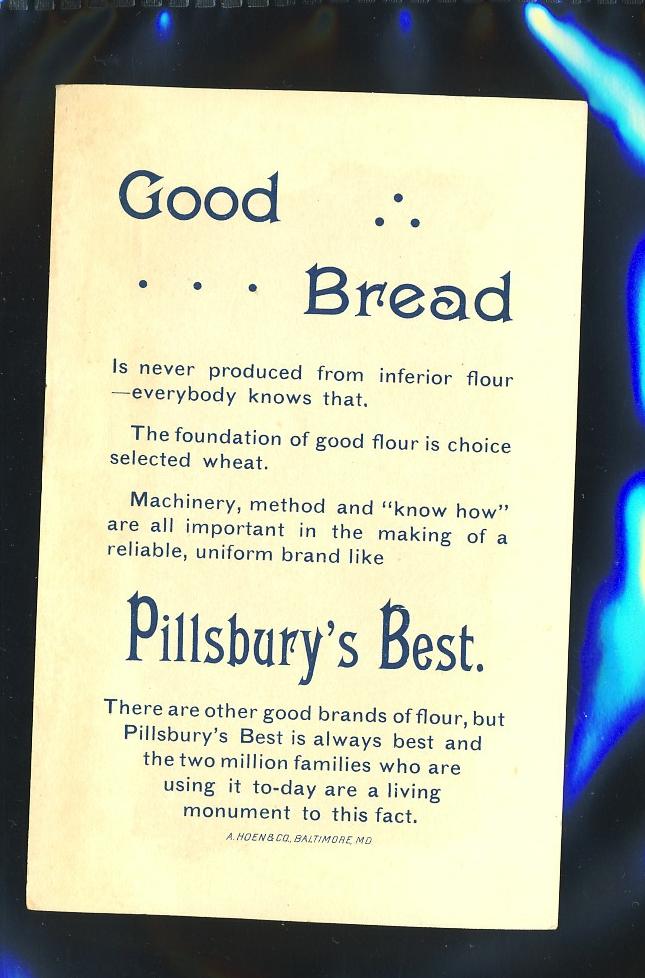 Good
Bread
Is never produced from inferior flour
—everybody knows that.
The foundation of good flour is choice
selected wheat.
Machinery, method and “know how”
are all important in the making of a
reliable, uniform brand like
Pillsbury’s Best.
There are other good brands of flour, but
Pillsbury’s Best is always best and
the two million families who are
using it to-day are a living
monument to this fact.
A. HOEN & CO., BALTIMORE, MD